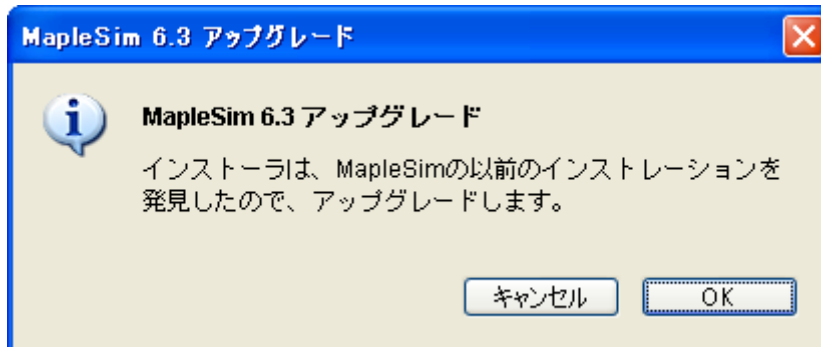 MapleSim 6.3 アップグレード
MapleSim 6.3 アップグレード
インストーラは、MapleSimの以前のインストレーションを
発見したので、アップグレードします。
キャンセル OK